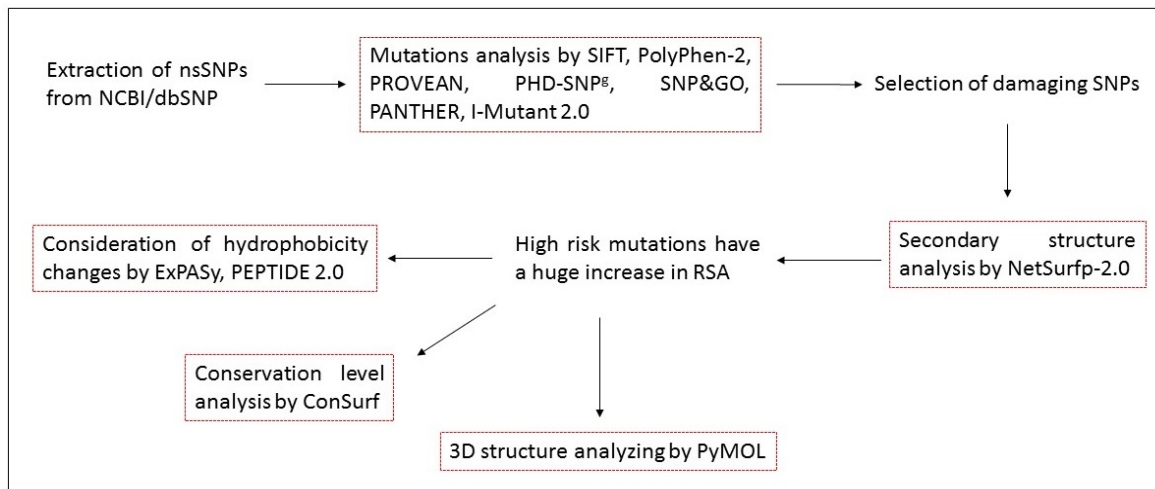 Extraction of nsSNPs
from NCBI/dbSNP
Mutations analysis by SIFT, PolyPhen-2,
PROVEAN, PHD-SNPᵍ, SNP&GO,
PANTHER, I-Mutant 2.0
Selection of damaging SNPs
Secondary structure
analysis by NetSurfp-2.0
High risk mutations have
a huge increase in RSA
Consideration of hydrophobicity
changes by ExPASy, PEPTIDE 2.0
Conservation level
analysis by ConSurf
3D structure analyzing by PyMOL